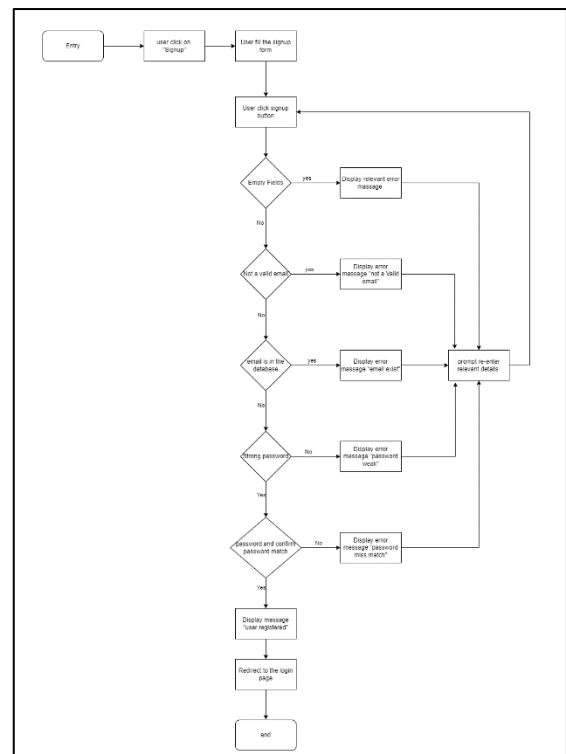 Entry
user click on
"Signup"
User fill the signup
form
User click signup
button
Empty Fields
yes
Display relevant error
massage
No
Not a valid email
yes
Display error
message "not a Valid
email"
No
email is in the
database
yes
Display error
message "email exist"
prompt re-enter
relevant details
No
Strong password
No
Display error
message "password
weak"
Yes
password and confirm
password match
No
Display error
message "password
miss match"
Yes
Display message
"user registered"
Redirect to the login
page
end